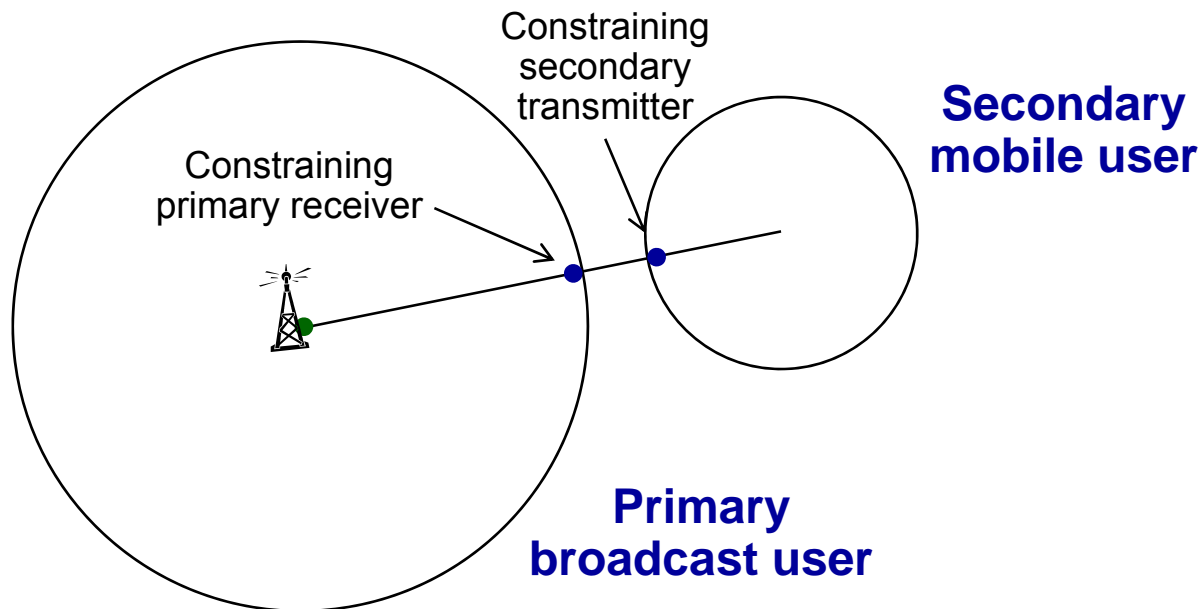 Constraining
secondary
transmitter
Secondary
mobile user
Constraining
primary receiver
Primary
broadcast user